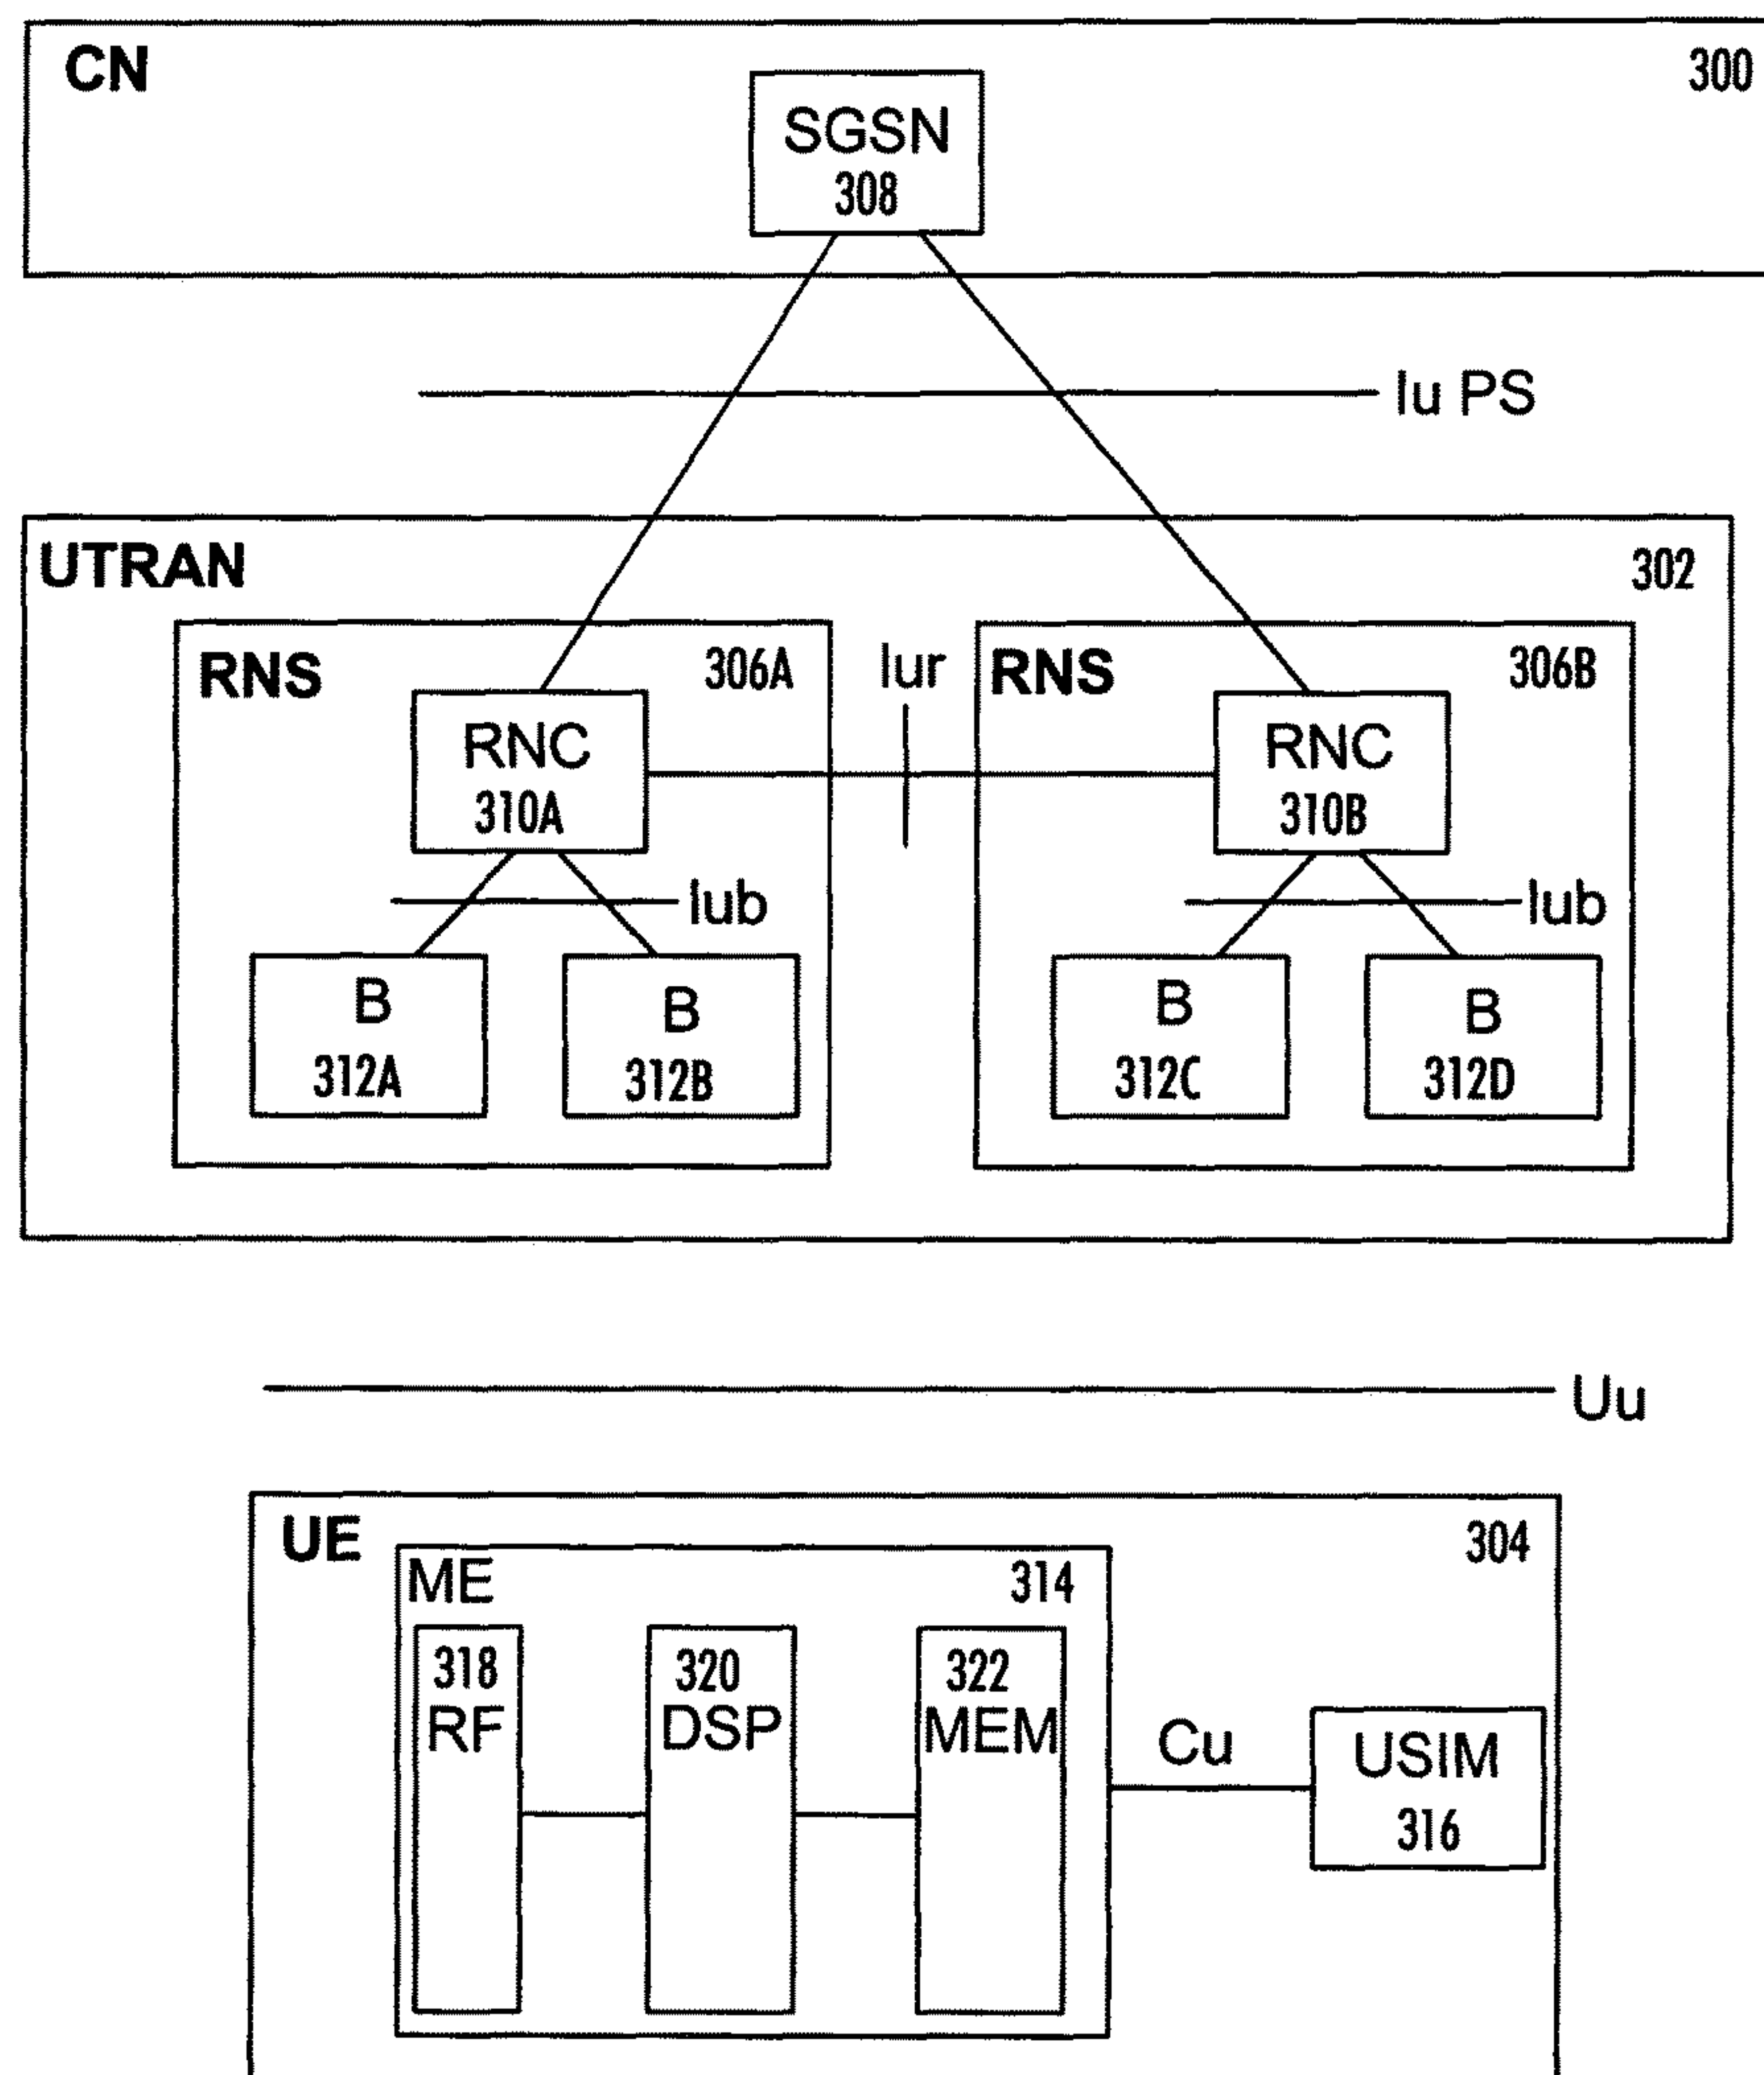 CN
300
SGSN
308
Iu PS
UTRAN
302
RNS
306A
Iur
RNS
306B
RNC
310A
RNC
310B
Iub
Iub
B
312A
B
312B
B
312C
B
312D
Uu
UE
304
ME
314
318
RF
320
DSP
322
MEM
Cu
USIM
316